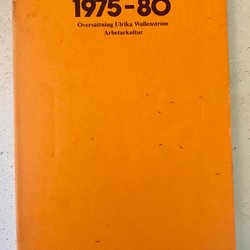 1975-80
Översättning Ulrika Wallenström
Arbetarkultur